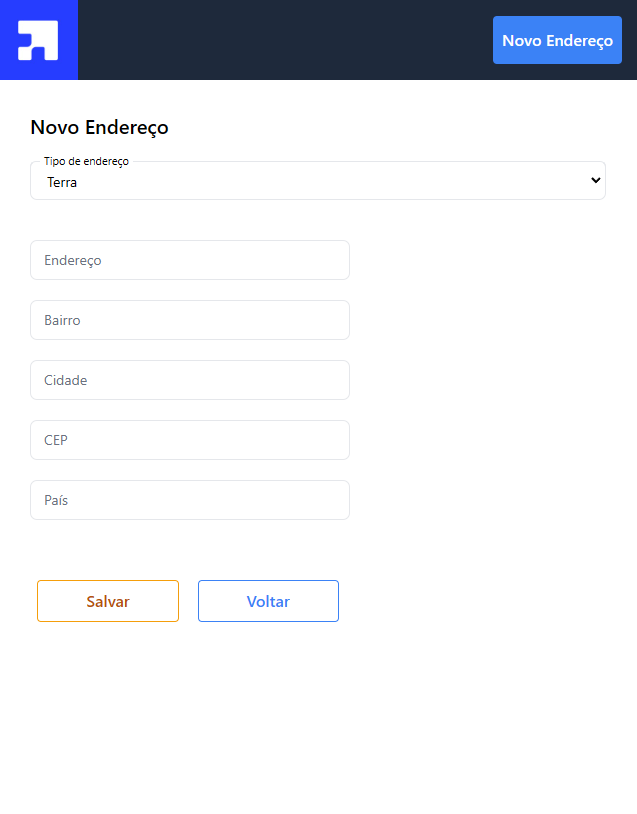 Novo Endereço
Novo Endereço
Tipo de endereço
Terra
Endereço
Bairro
Cidade
CEP
País
Salvar
Voltar